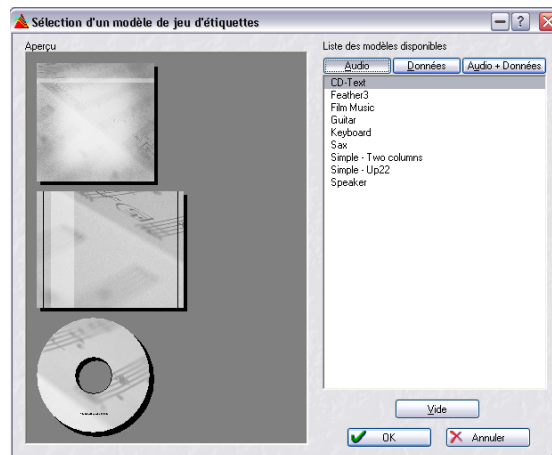 Sélection d'un modèle de jeu d'étiquettes
Aperçu
Liste des modèles disponibles
Audio Données Audio + Données
CD-Text
Feather3
Film Music
Guitar
Keyboard
Sax
Simple - Two columns
Simple - Up22
Speaker
Vide
OK Annuler